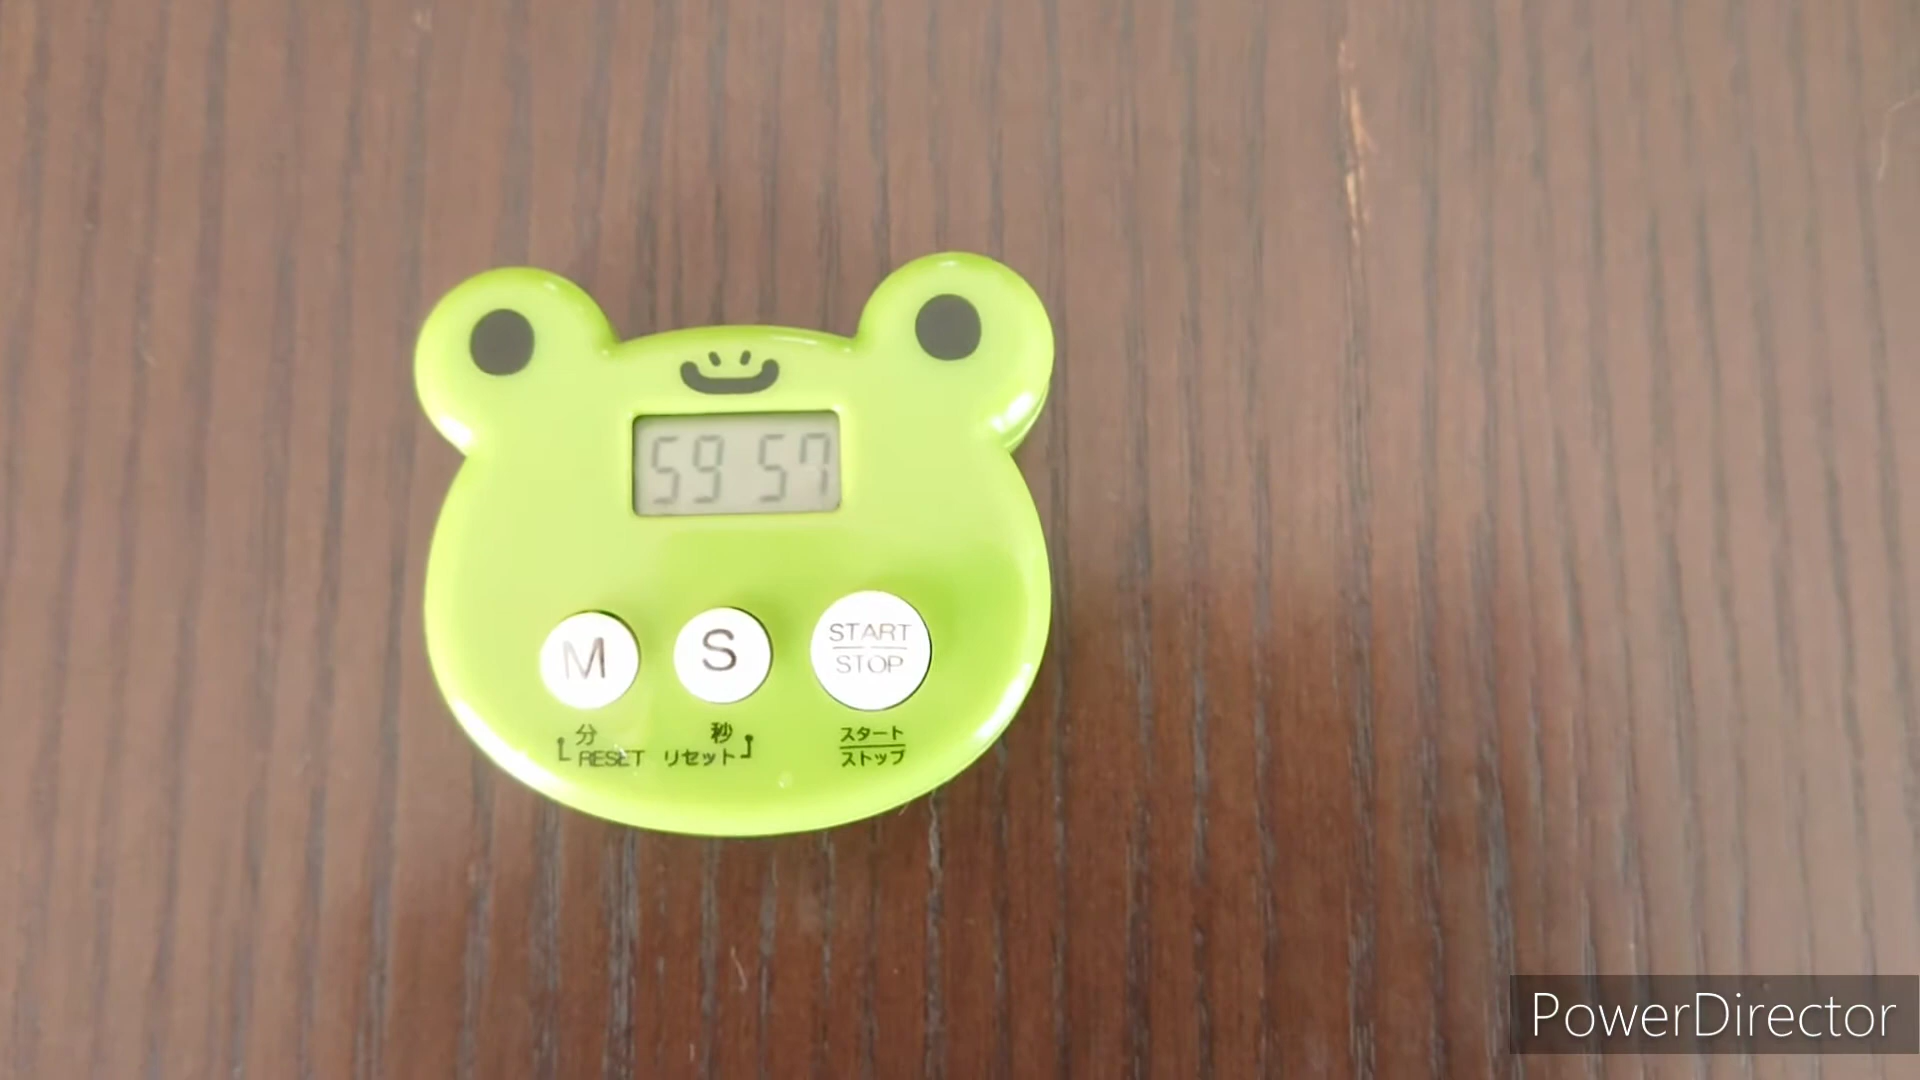 59 57
M S START
STOP
分 秒 スタート
RESET リセット ストップ
PowerDirector